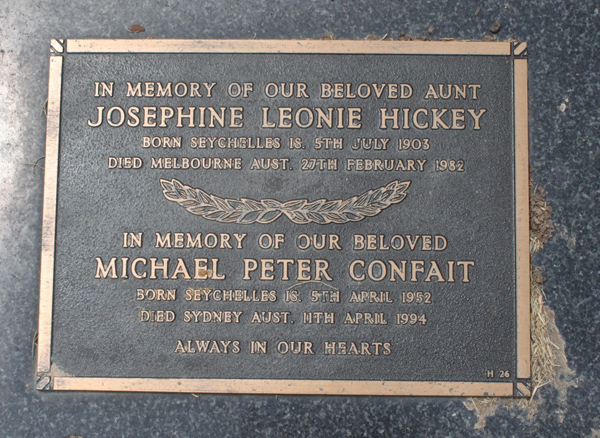 IN MEMORY OF OUR BELOVED AUNT
JOSEPHINE LEONIE HICKEY
BORN SEYCHELLES IS. 5TH JULY 1903
DIED MELBOURNE AUST. 27TH FEBRUARY 1982
IN MEMORY OF OUR BELOVED
MICHAEL PETER CONFAIT
BORN SEYCHELLES IS. 5TH APRIL 1952
DIED SYDNEY AUST. 11TH APRIL 1994
ALWAYS IN OUR HEARTS
H 26